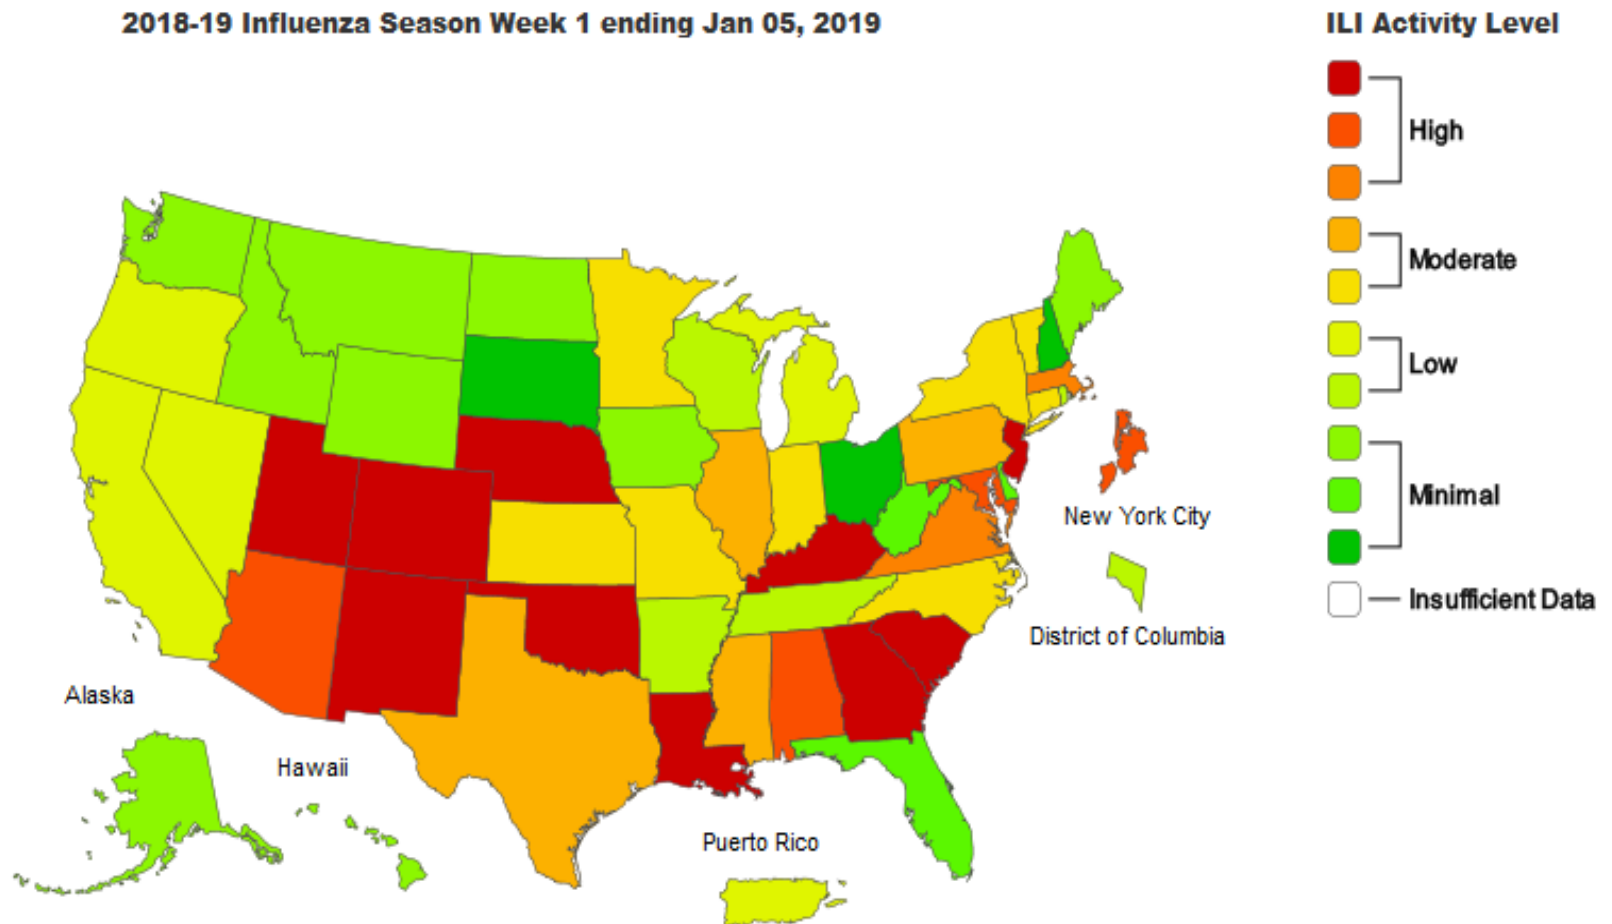 2018-19 Influenza Season Week 1 ending Jan 05, 2019
ILI Activity Level
High
Moderate
Low
Minimal
Insufficient Data
New York City
District of Columbia
Alaska
Hawaii
Puerto Rico